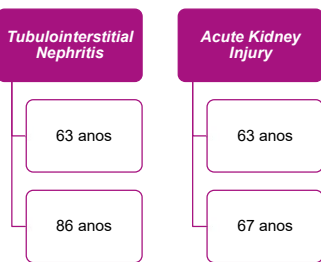 Tubulointerstitial
Nephritis
63 anos
86 anos
Acute Kidney
Injury
63 anos
67 anos